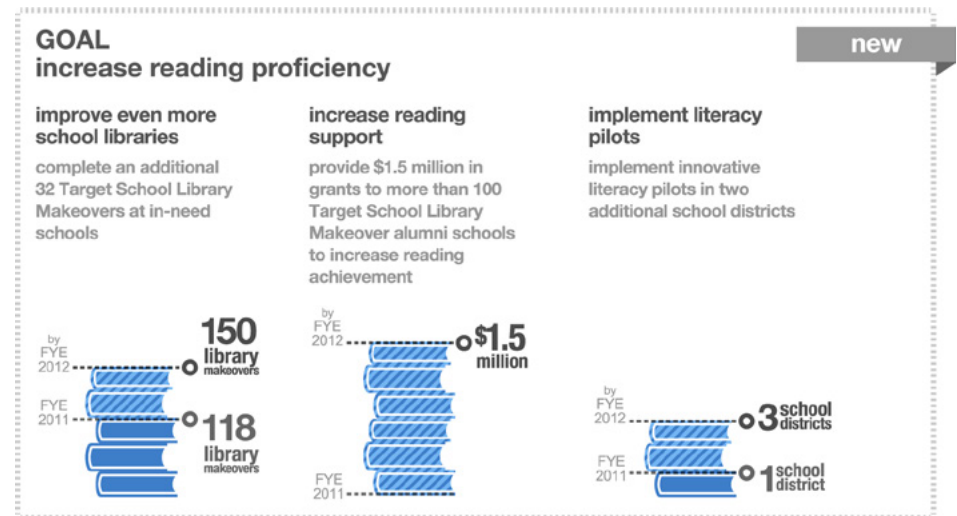 GOAL
increase reading proficiency
new
improve even more
school libraries
complete an additional
32 Target School Library
Makeovers at in-need
schools
by
FYE
2012
150
library
makeovers
FYE
2011
118
library
makeovers
increase reading
support
provide $1.5 million in
grants to more than 100
Target School Library
Makeover alumni schools
to increase reading
achievement
by
FYE
2012
$1.5
million
FYE
2011
implement literacy
pilots
implement innovative
literacy pilots in two
additional school districts
by
FYE
2012
3 school
districts
FYE
2011
1 school
district